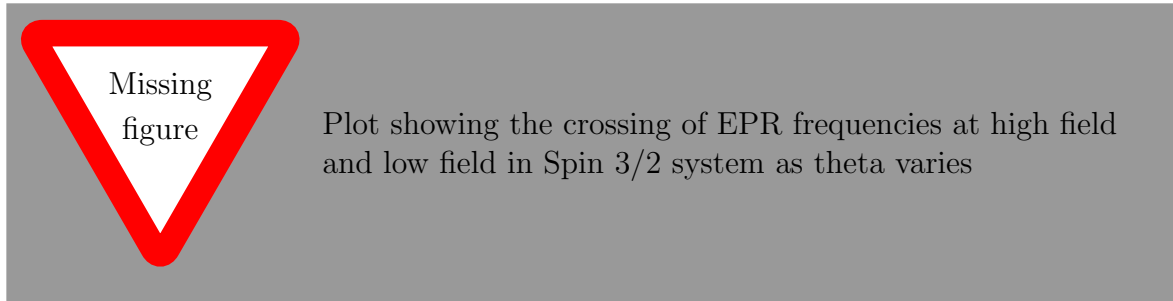 Missing
figure
Plot showing the crossing of EPR frequencies at high field
and low field in Spin 3/2 system as theta varies